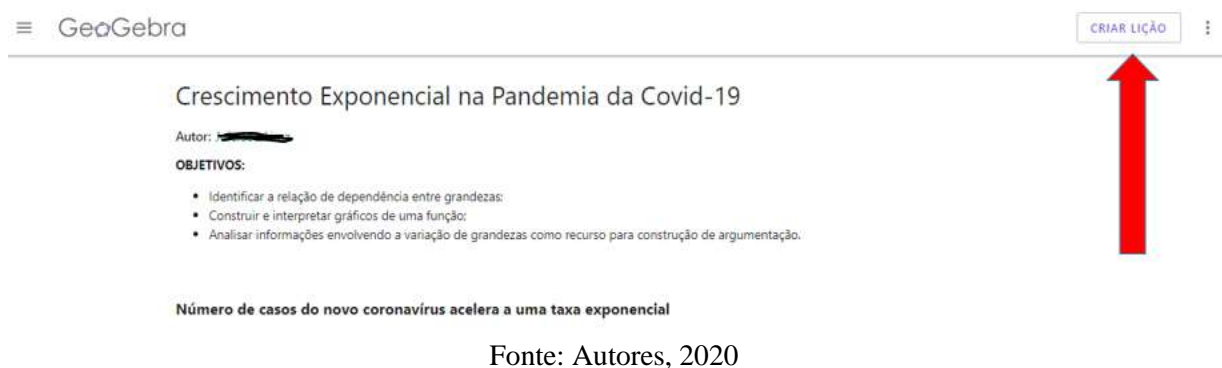 GeoGebra
CRIAR LIÇÃO
Crescimento Exponencial na Pandemia da Covid-19
Autor:
OBJETIVOS:
• Identificar a relação de dependência entre grandezas;
• Construir e interpretar gráficos de uma função;
• Analisar informações envolvendo a variação de grandezas como recurso para construção de argumentação.
Número de casos do novo coronavírus acelera a uma taxa exponencial
Fonte: Autores, 2020